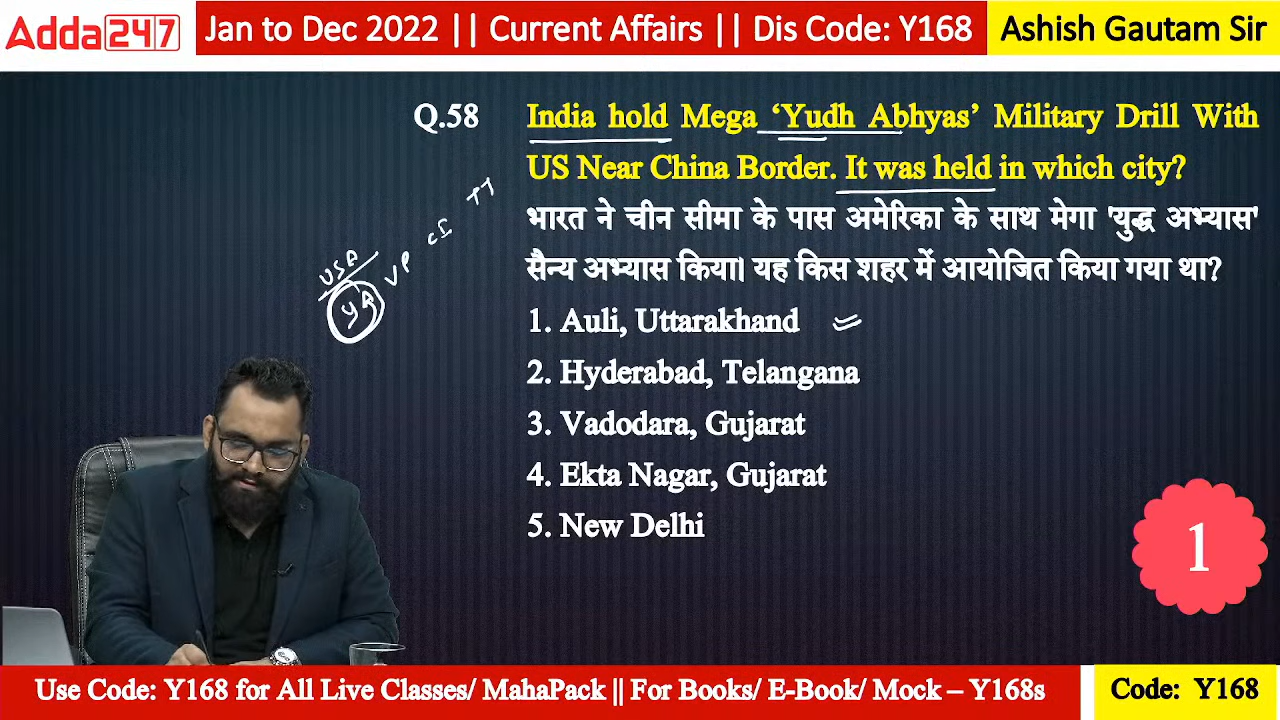 Adda247
Jan to Dec 2022 || Current Affairs || Dis Code: Y168
Ashish Gautam Sir
Q.58
India hold Mega ‘Yudh Abhyas’ Military Drill With
US Near China Border. It was held in which city?
भारत ने चीन सीमा के पास अमेरिका के साथ मेगा 'युद्ध अभ्यास'
सैन्य अभ्यास किया। यह किस शहर में आयोजित किया गया था?
USA
YA VP CI TT
1. Auli, Uttarakhand
2. Hyderabad, Telangana
3. Vadodara, Gujarat
4. Ekta Nagar, Gujarat
5. New Delhi
1
Use Code: Y168 for All Live Classes/ MahaPack || For Books/ E-Book/ Mock – Y168s
Code: Y168